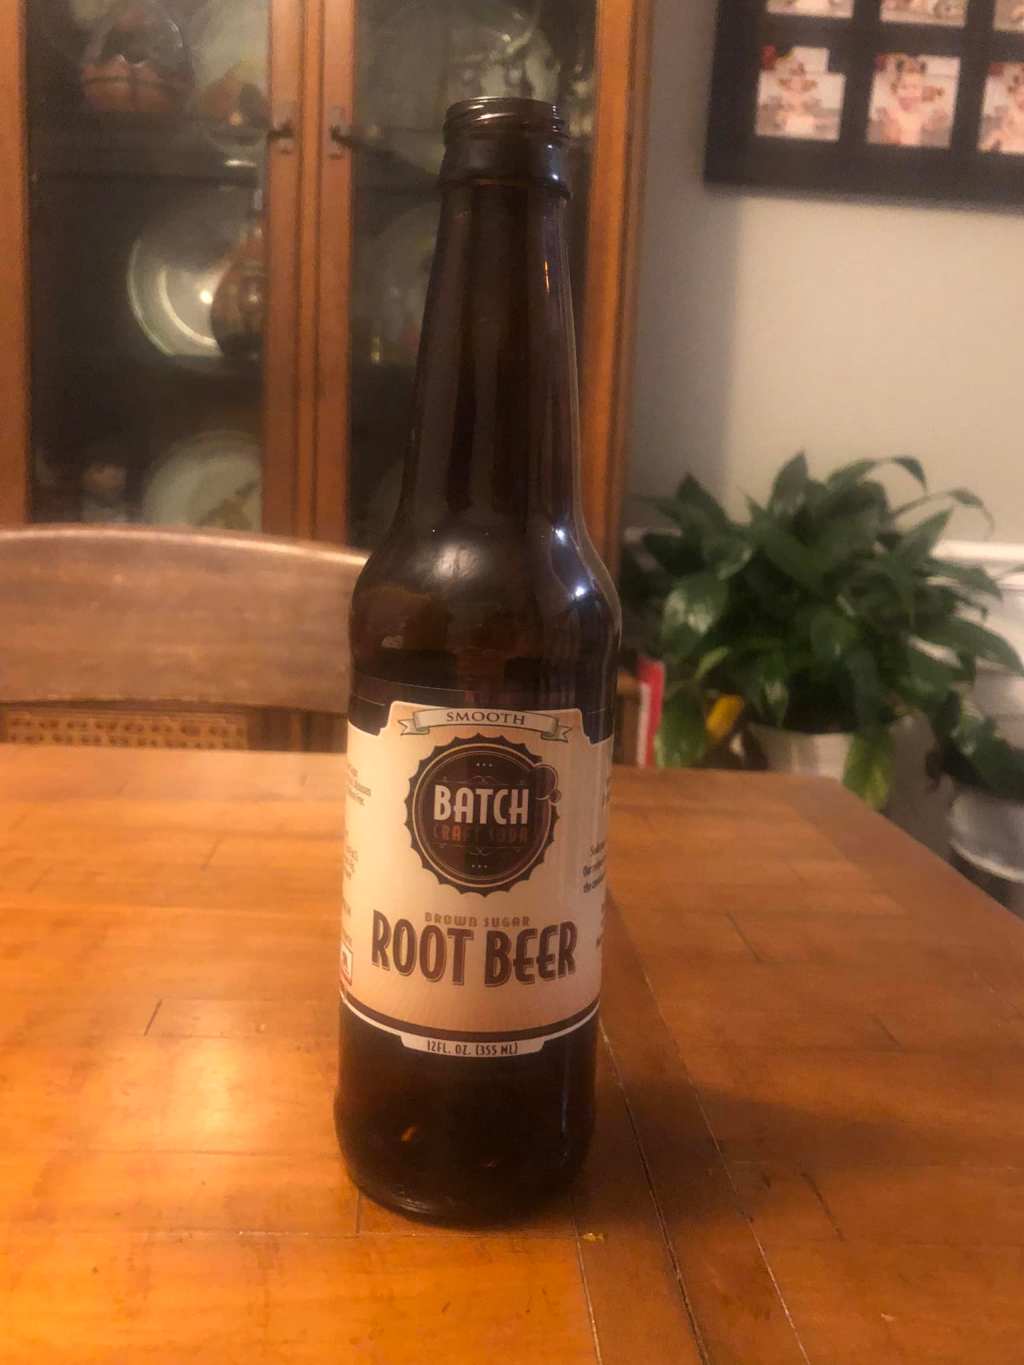 SMOOTH
BATCH
CRAFT SODA
BROWN SUGAR
ROOT BEER
12FL. OZ. (355 ML)